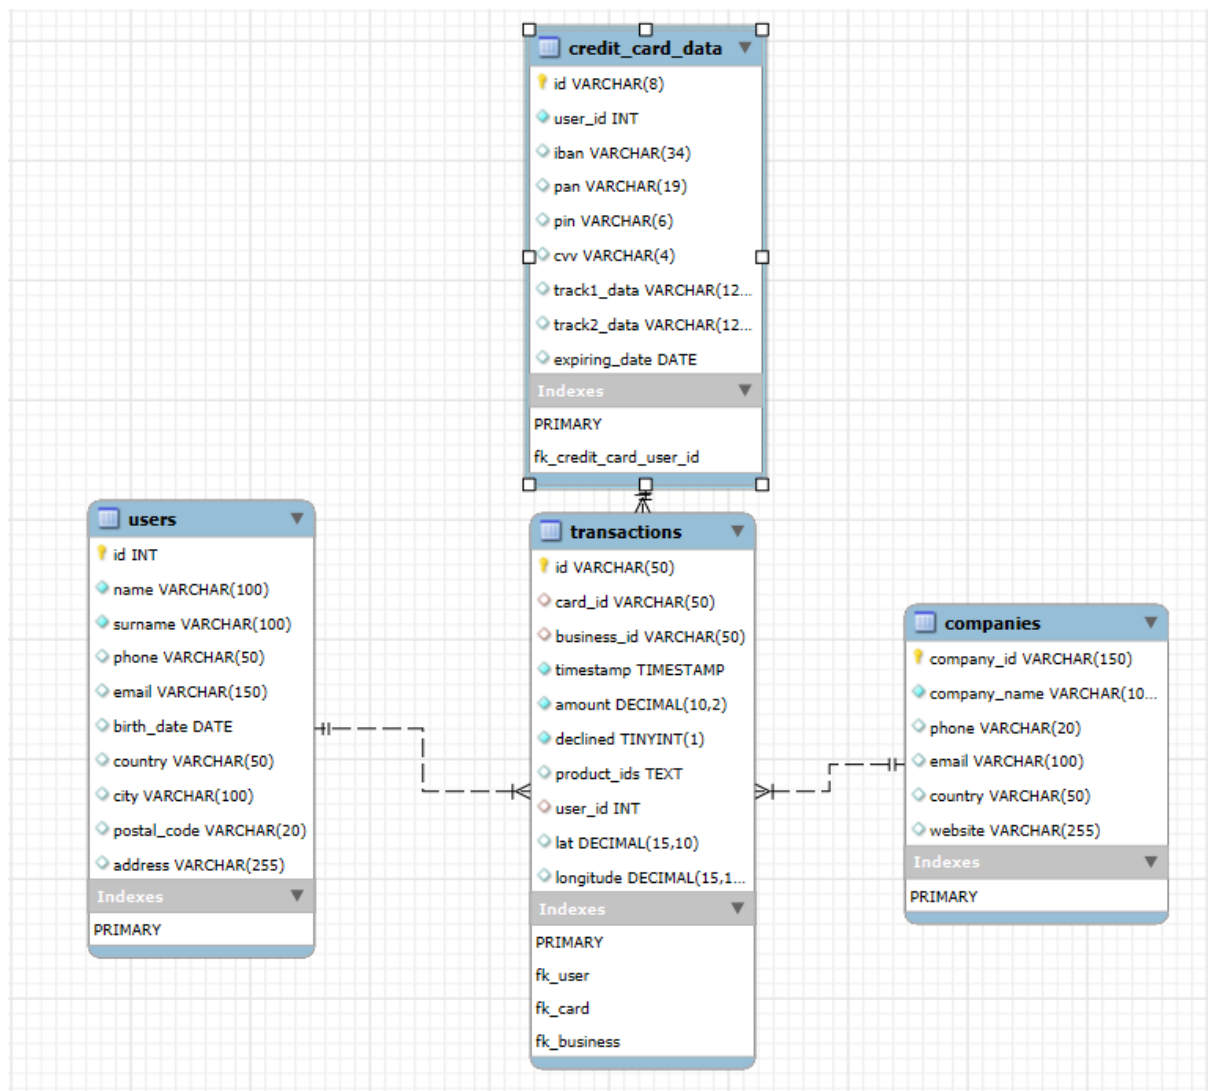 credit_card_data
id VARCHAR(8)
user_id INT
iban VARCHAR(34)
pan VARCHAR(19)
pin VARCHAR(6)
cvv VARCHAR(4)
track1_data VARCHAR(12...
track2_data VARCHAR(12...
expiring_date DATE
Indexes
PRIMARY
fk_credit_card_user_id
users
id INT
name VARCHAR(100)
surname VARCHAR(100)
phone VARCHAR(50)
email VARCHAR(150)
birth_date DATE
country VARCHAR(50)
city VARCHAR(100)
postal_code VARCHAR(20)
address VARCHAR(255)
Indexes
PRIMARY
transactions
id VARCHAR(50)
card_id VARCHAR(50)
business_id VARCHAR(50)
timestamp TIMESTAMP
amount DECIMAL(10,2)
declined TINYINT(1)
product_ids TEXT
user_id INT
lat DECIMAL(15,10)
longitude DECIMAL(15,1...
Indexes
PRIMARY
fk_user
fk_card
fk_business
companies
company_id VARCHAR(150)
company_name VARCHAR(10...
phone VARCHAR(20)
email VARCHAR(100)
country VARCHAR(50)
website VARCHAR(255)
Indexes
PRIMARY